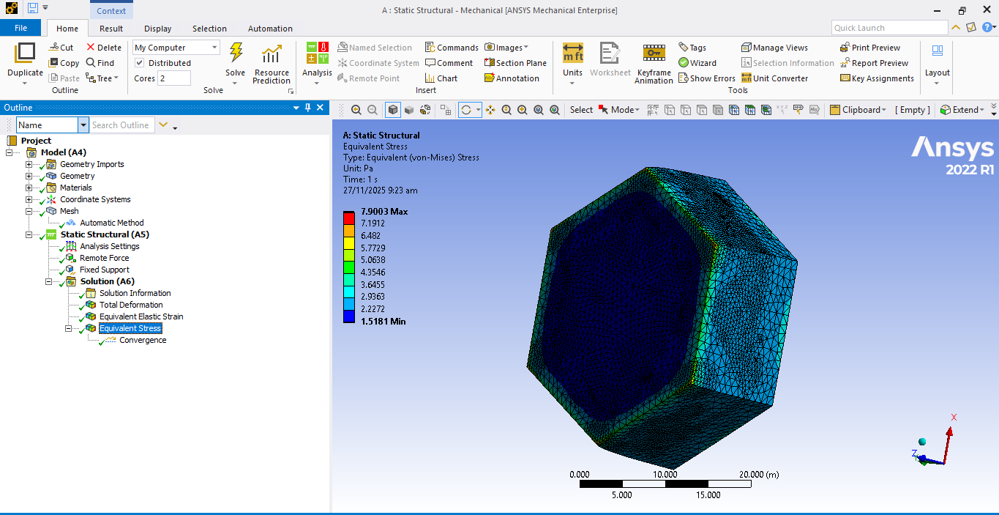 Context
A : Static Structural - Mechanical [ANSYS Mechanical Enterprise]
File
Home
Result
Display
Selection
Automation
Quick Launch
Duplicate
Cut
Copy
Paste
Delete
Find
Tree
Outline
My Computer
Distributed
Cores 2
Solve
Resource
Prediction
Solve
Analysis
Named Selection
Coordinate System
Remote Point
Commands
Comment
Chart
Images
Section Plane
Annotation
Insert
m ft
Units
Worksheet
Keyframe
Animation
Tags
Wizard
Show Errors
Manage Views
Selection Information
Unit Converter
Print Preview
Report Preview
Key Assignments
Tools
Layout
Outline
Name
Search Outline
Select
Mode
Clipboard
[ Empty ]
Extend
Project
Model (A4)
Geometry Imports
Geometry
Materials
Coordinate Systems
Mesh
Automatic Method
Static Structural (A5)
Analysis Settings
Remote Force
Fixed Support
Solution (A6)
Solution Information
Total Deformation
Equivalent Elastic Strain
Equivalent Stress
Convergence
A: Static Structural
Equivalent Stress
Type: Equivalent (von-Mises) Stress
Unit: Pa
Time: 1 s
27/11/2025 9:23 am
7.9003 Max
7.1912
6.482
5.7729
5.0638
4.3546
3.6455
2.9363
2.2272
1.5181 Min
Ansys
2022 R1
0.000
10.000
20.000 (m)
5.000
15.000
X
Z